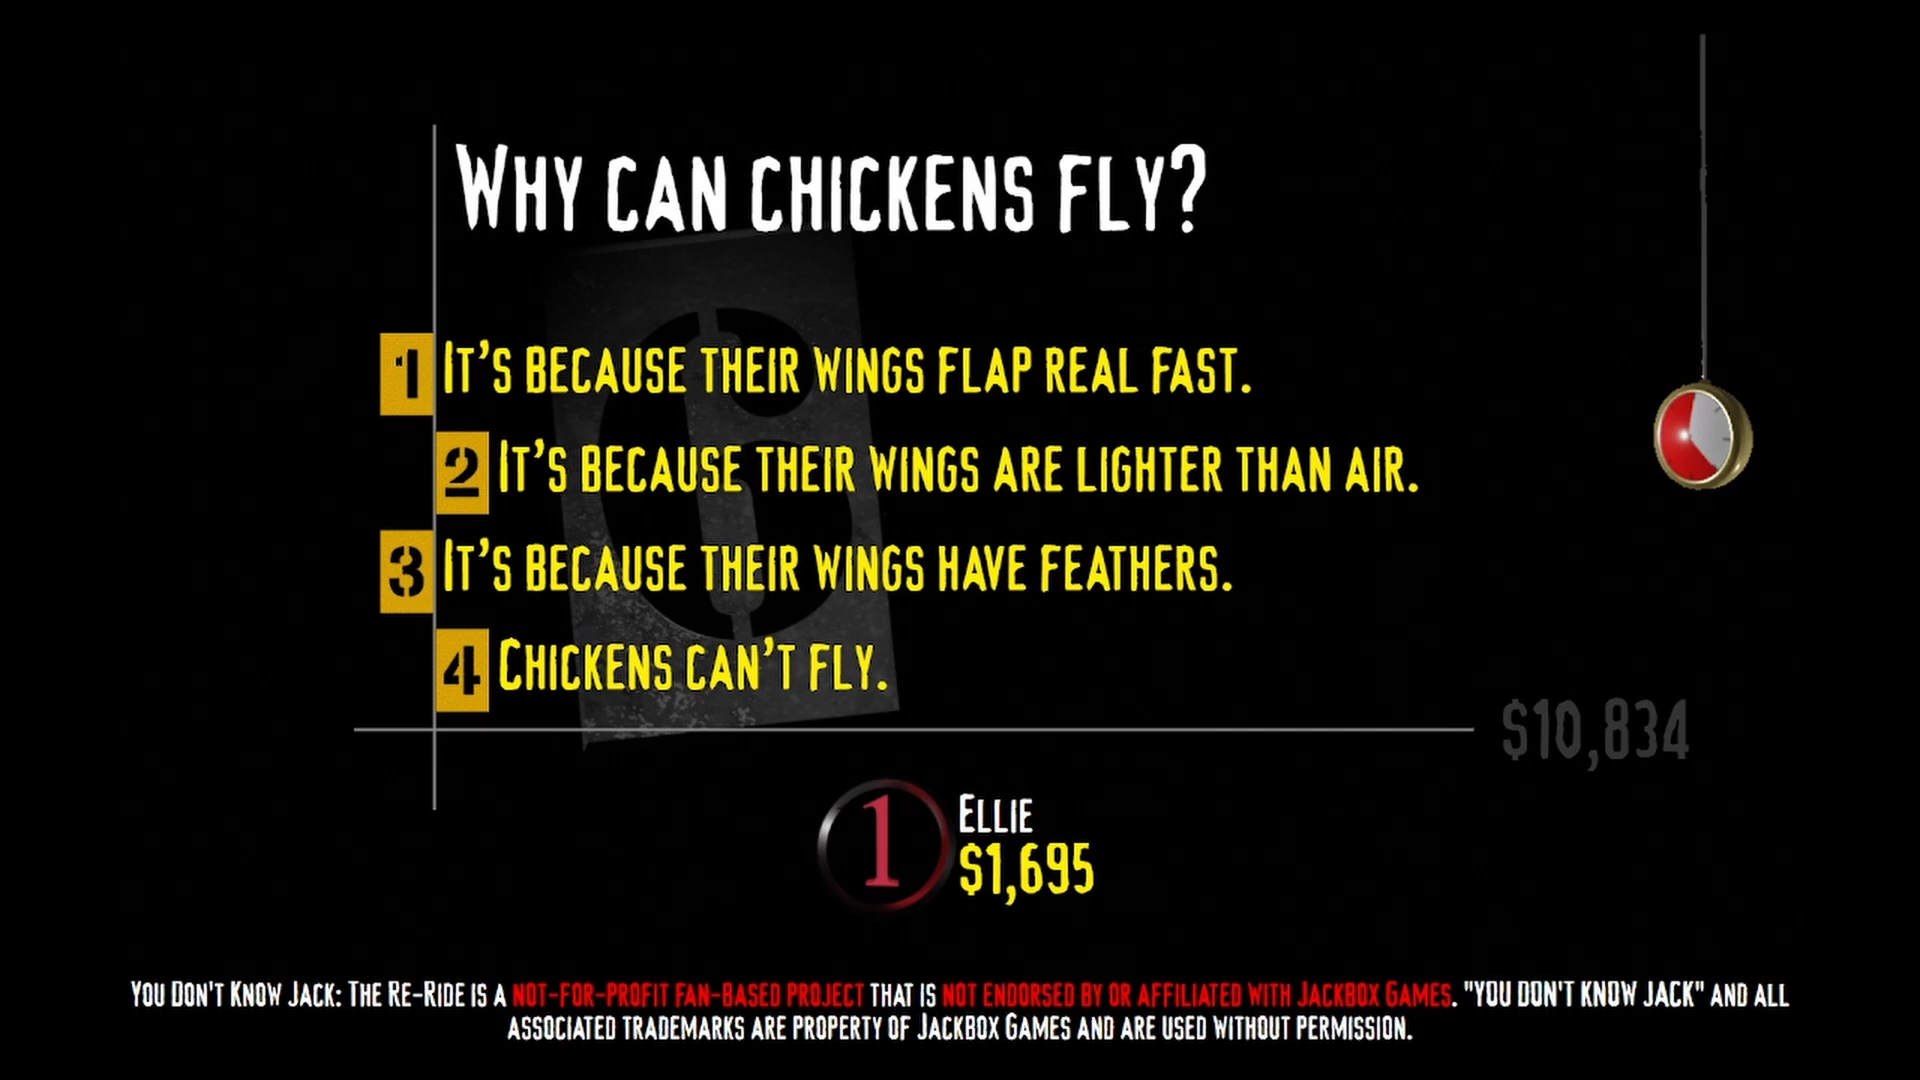 Why can chickens fly?
1 It's because their wings flap real fast.
2 It's because their wings are lighter than air.
3 It's because their wings have feathers.
4 Chickens can't fly.
$10,834
6
1 Ellie
$1,695
You Don't Know Jack: The Re-Ride is a not-for-profit fan-based project that is not endorsed by or affiliated with Jackbox Games. "YOU DON'T KNOW JACK" and all
associated trademarks are property of Jackbox Games and are used without permission.